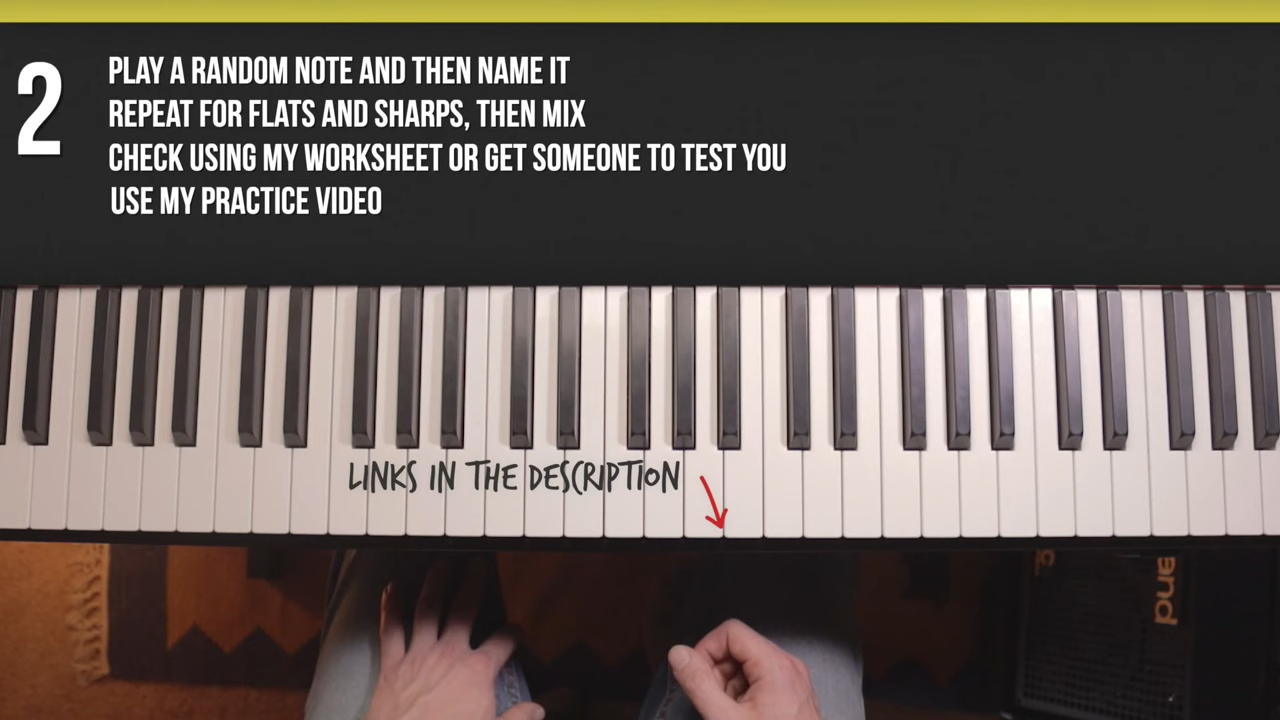 2
PLAY A RANDOM NOTE AND THEN NAME IT
REPEAT FOR FLATS AND SHARPS, THEN MIX
CHECK USING MY WORKSHEET OR GET SOMEONE TO TEST YOU
USE MY PRACTICE VIDEO
LINKS IN THE DESCRIPTION